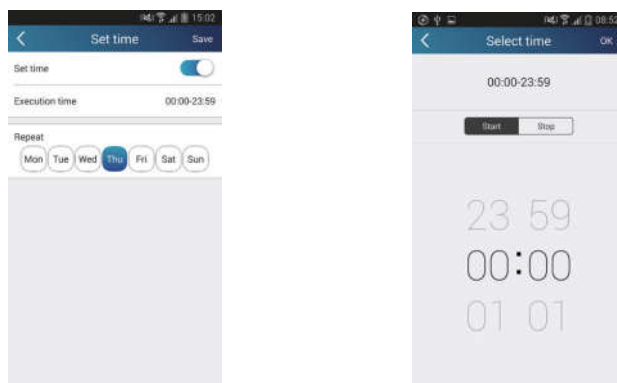 15:02
Set time Save
Set time
Execution time 00:00-23:59
Repeat
Mon Tue Wed Thu Fri Sat Sun
08:52
Select time OK
00:00-23:59
Start Stop
23 59
00:00
01 01